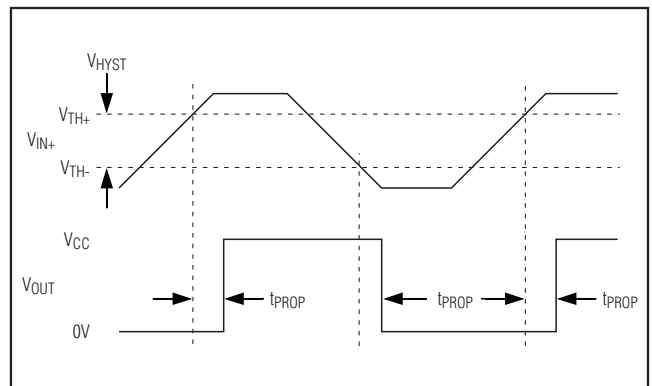 VHYST
VTH+
VIN+
VTH-
VCC
VOUT
tPROP tPROP tPROP
0V